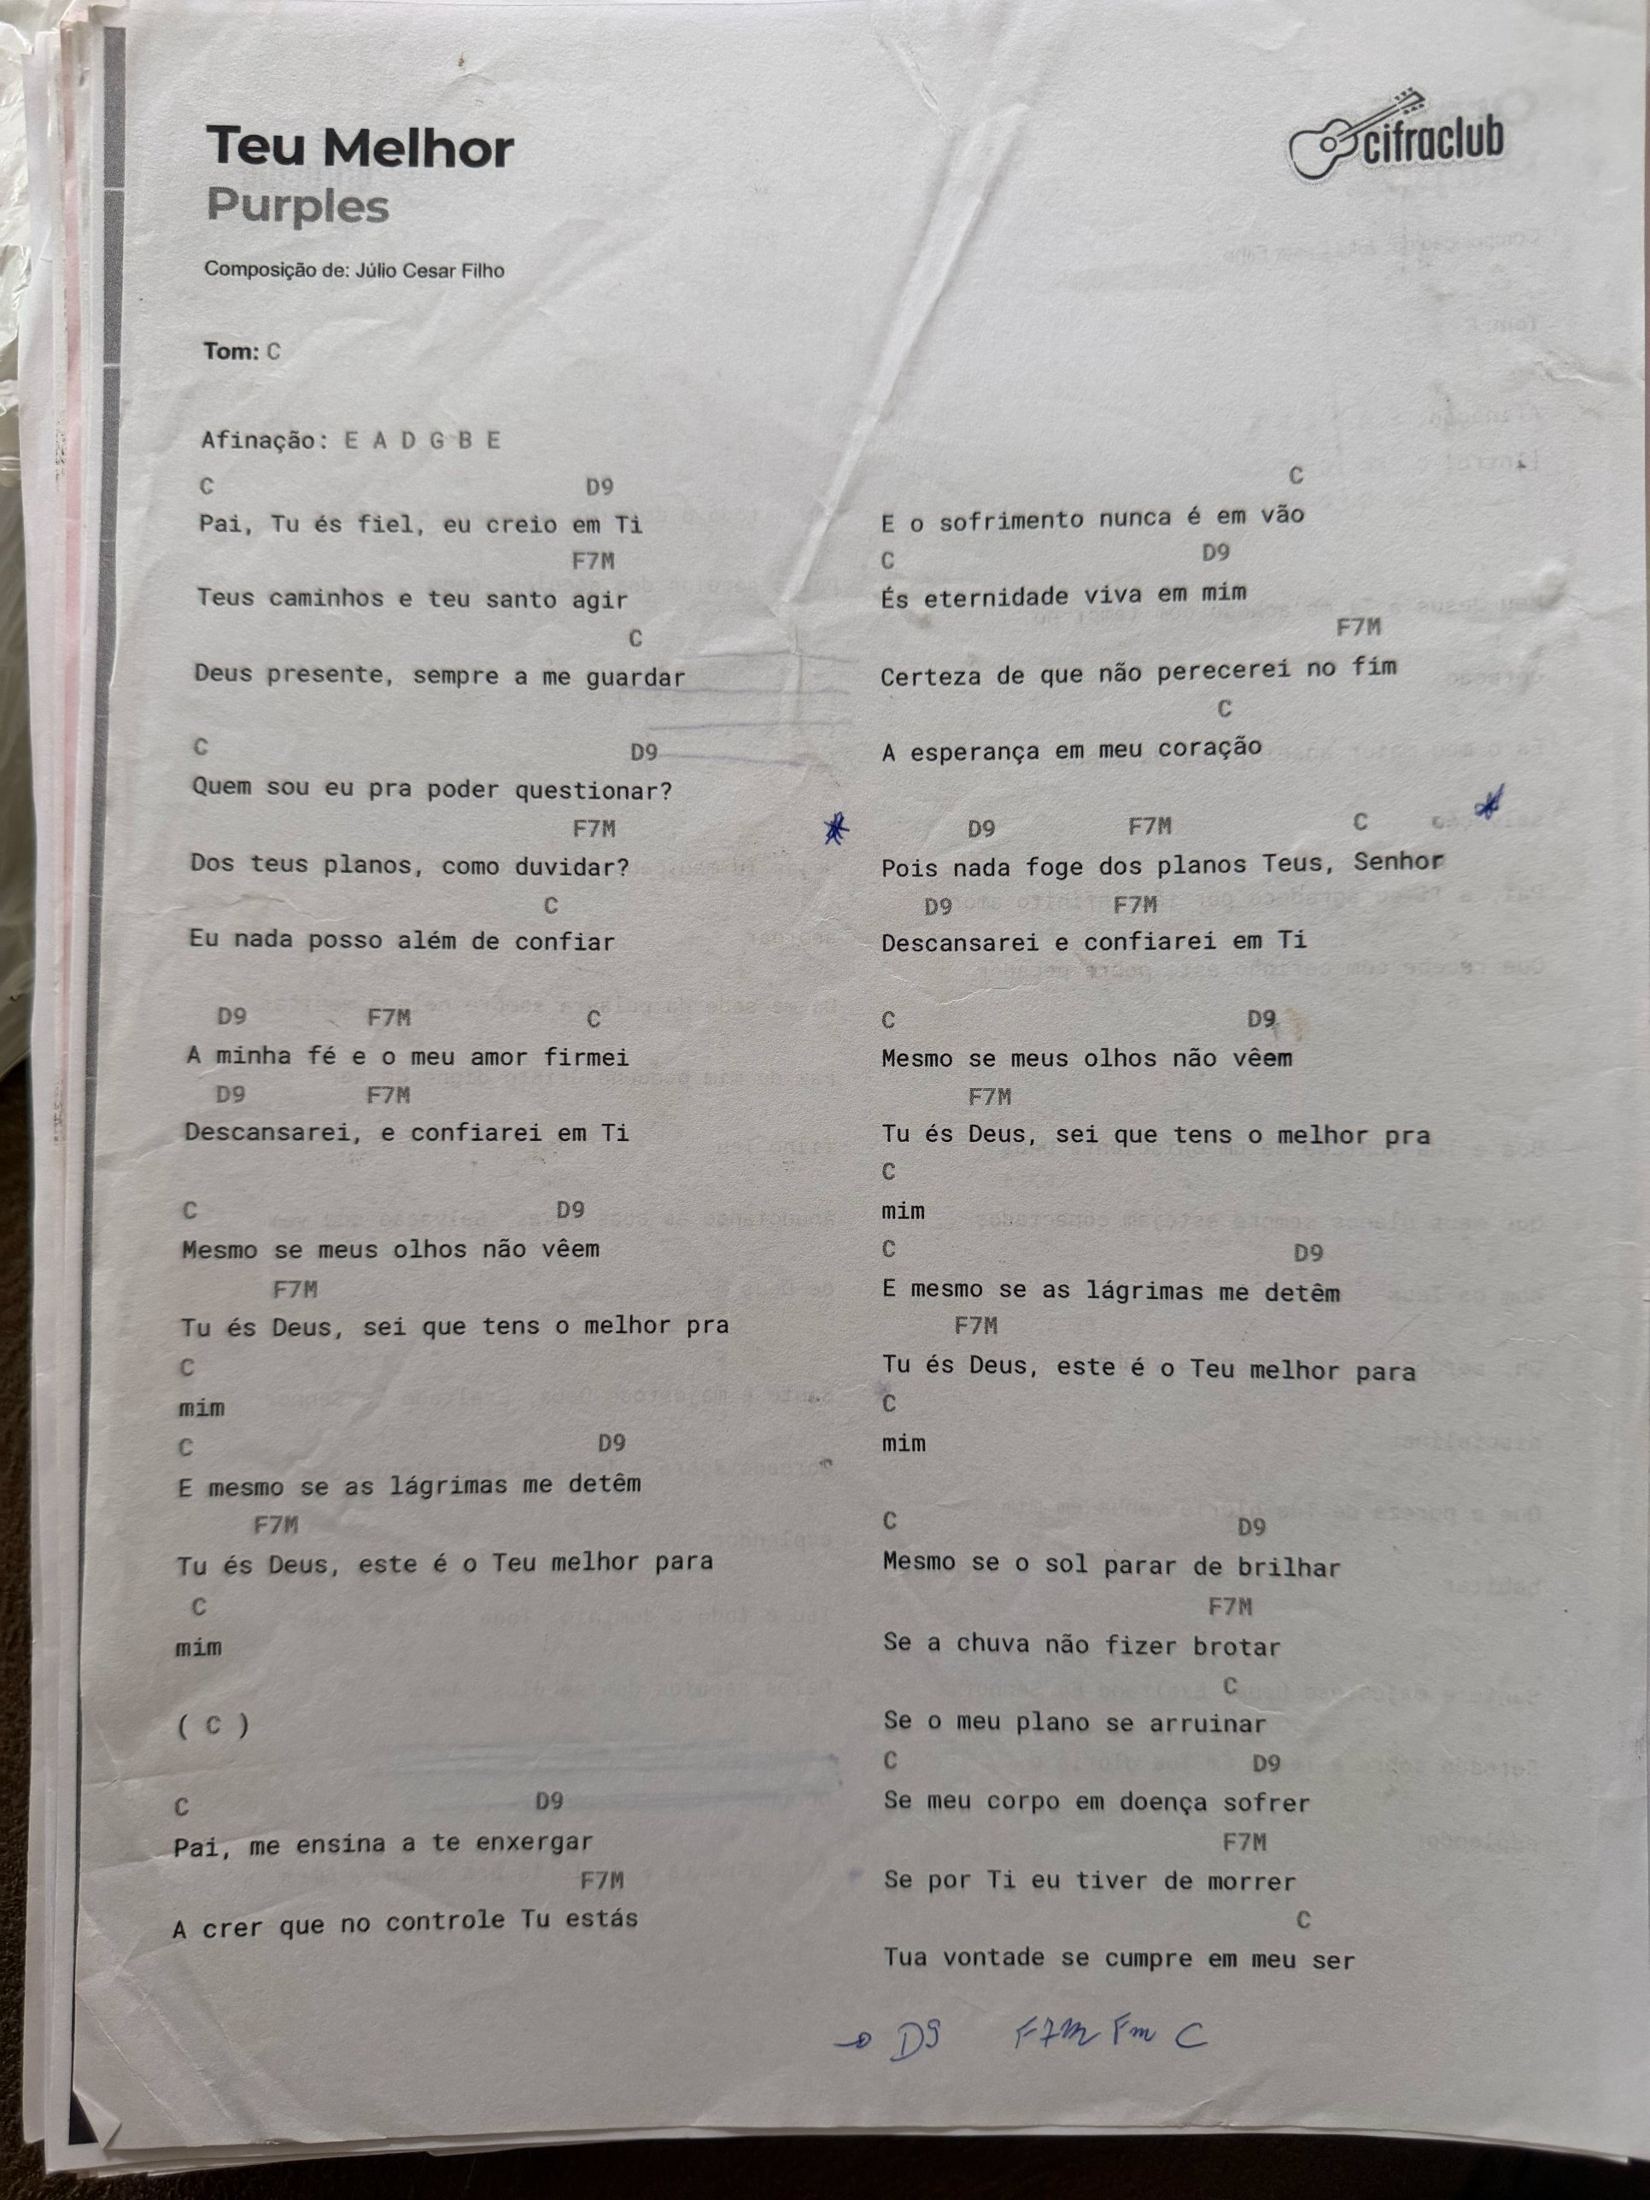 Teu Melhor
cifraclub
Purples
Composição de: Júlio Cesar Filho
Tom: C
Afinação: E A D G B E
C D9
Pai, Tu és fiel, eu creio em Ti
F7M
Teus caminhos e teu santo agir
C
Deus presente, sempre a me guardar
C D9
Quem sou eu pra poder questionar?
F7M
Dos teus planos, como duvidar?
C
Eu nada posso além de confiar
D9 F7M C
A minha fé e o meu amor firmei
D9 F7M
Descansarei, e confiarei em Ti
C D9
Mesmo se meus olhos não vêem
F7M
Tu és Deus, sei que tens o melhor pra
C
mim
C D9
E mesmo se as lágrimas me detêm
F7M
Tu és Deus, este é o Teu melhor para
C
mim
( C )
C D9
Pai, me ensina a te enxergar
F7M
A crer que no controle Tu estás
C
E o sofrimento nunca é em vão
C D9
És eternidade viva em mim
F7M
Certeza de que não perecerei no fim
C
A esperança em meu coração
* D9 F7M C *
Pois nada foge dos planos Teus, Senhor
D9 F7M
Descansarei e confiarei em Ti
C D9
Mesmo se meus olhos não vêem
F7M
Tu és Deus, sei que tens o melhor pra
C
mim
C D9
E mesmo se as lágrimas me detêm
F7M
Tu és Deus, este é o Teu melhor para
C
mim
C D9
Mesmo se o sol parar de brilhar
F7M
Se a chuva não fizer brotar
C
Se o meu plano se arruinar
C D9
Se meu corpo em doença sofrer
F7M
Se por Ti eu tiver de morrer
C
Tua vontade se cumpre em meu ser
D9 F7M Fm C